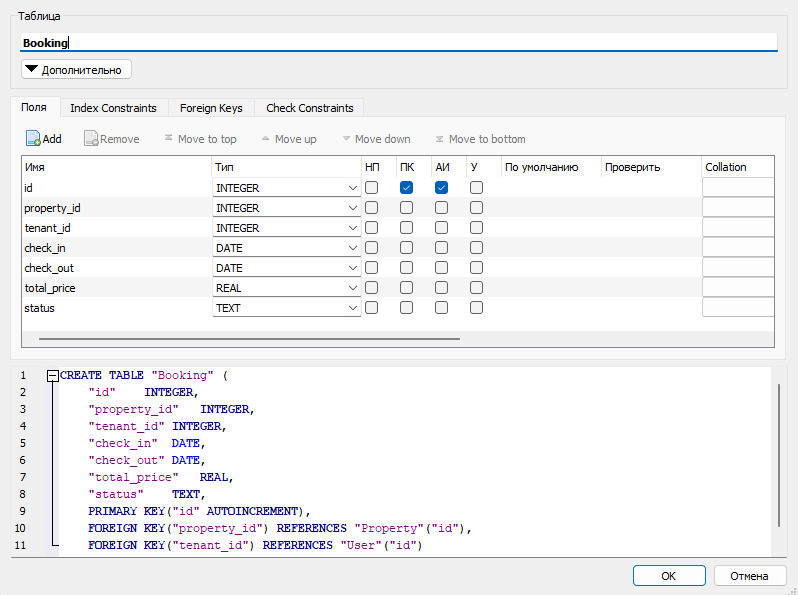 Таблица
Booking
Дополнительно
Поля Index Constraints Foreign Keys Check Constraints
Add Remove Move to top Move up Move down Move to bottom
Имя Тип НП ПК АИ У По умолчанию Проверить Collation
id INTEGER
property_id INTEGER
tenant_id INTEGER
check_in DATE
check_out DATE
total_price REAL
status TEXT
1 CREATE TABLE "Booking" (
2 "id" INTEGER,
3 "property_id" INTEGER,
4 "tenant_id" INTEGER,
5 "check_in" DATE,
6 "check_out" DATE,
7 "total_price" REAL,
8 "status" TEXT,
9 PRIMARY KEY("id" AUTOINCREMENT),
10 FOREIGN KEY("property_id") REFERENCES "Property"("id"),
11 FOREIGN KEY("tenant_id") REFERENCES "User"("id")
OK Отмена